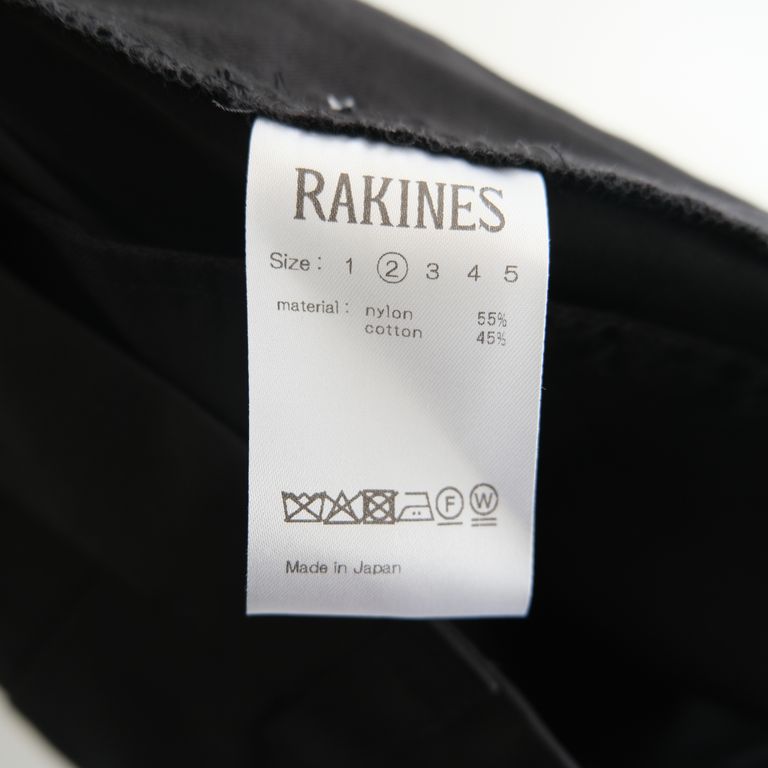 RAKINES
Size: 1 2 3 4 5
material: nylon 55%
cotton 45%
F W
Made in Japan